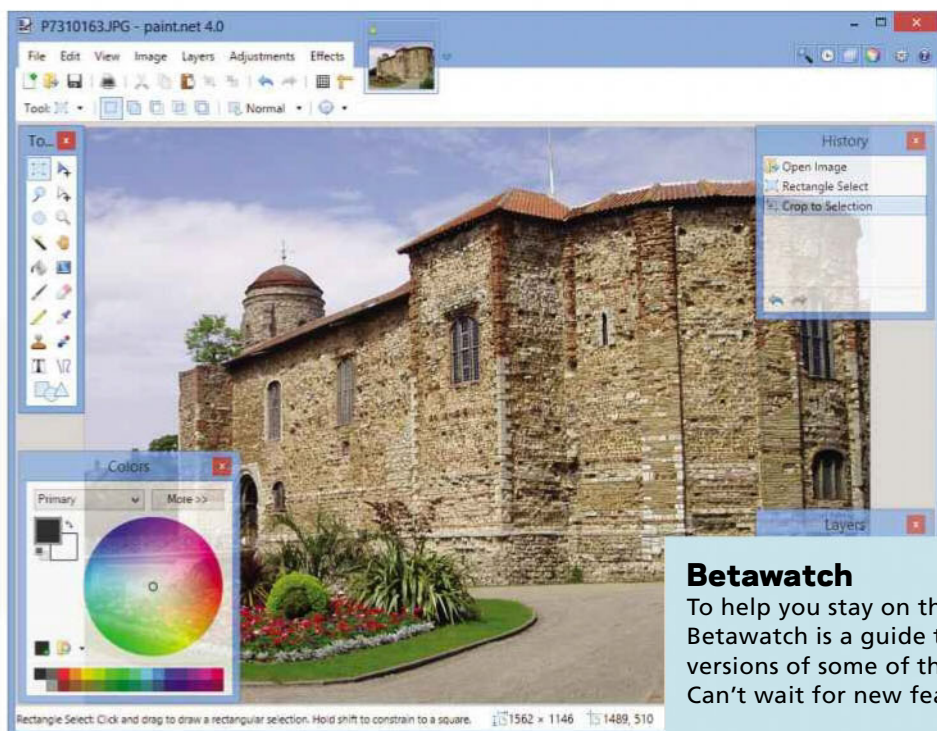 P7310163.JPG - paint.net 4.0
File Edit View Image Layers Adjustments Effects
Tool: Normal
To...
History
Open Image
Rectangle Select
Crop to Selection
Colors
Primary
More >>
Layers
Rectangle Select: Click and drag to draw a rectangular selection. Hold shift to constrain to a square. 1562 × 1146 1489, 510
Betawatch
To help you stay on th
Betawatch is a guide t
versions of some of th
Can't wait for new fea